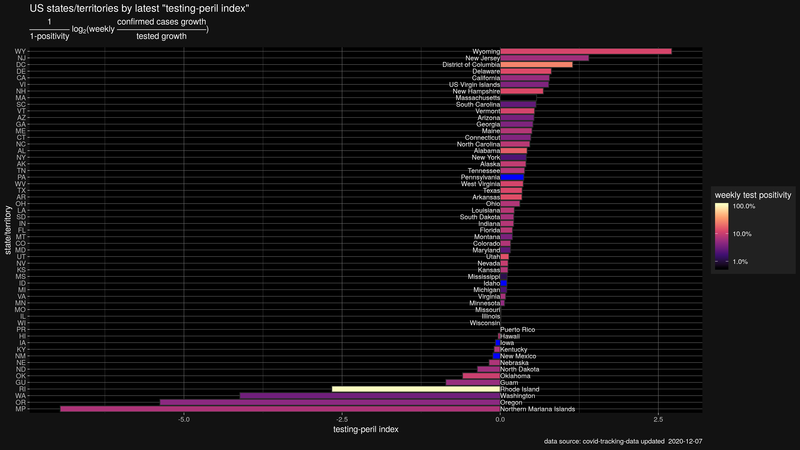 US states/territories by latest "testing-peril index"
1 confirmed cases growth
log2(weekly )
1-positivity tested growth
WY Wyoming
NJ New Jersey
DC District of Columbia
DE Delaware
CA California
VI US Virgin Islands
NH New Hampshire
MA Massachusetts
SC South Carolina
VT Vermont
AZ Arizona
GA Georgia
ME Maine
CT Connecticut
NC North Carolina
AL Alabama
NY New York
AK Alaska
TN Tennessee
PA Pennsylvania
WV West Virginia
TX Texas
AR Arkansas
OH Ohio
LA Louisiana
SD South Dakota
IN Indiana
FL Florida
MT Montana
CO Colorado
MD Maryland
UT Utah
NV Nevada
KS Kansas
MS Mississippi
ID Idaho
MI Michigan
VA Virginia
MN Minnesota
MO Missouri
IL Illinois
WI Wisconsin
PR Puerto Rico
HI Hawaii
IA Iowa
KY Kentucky
NM New Mexico
NE Nebraska
ND North Dakota
OK Oklahoma
GU Guam
RI Rhode Island
WA Washington
OR Oregon
MP Northern Mariana Islands
state/territory
-5.0 -2.5 0.0 2.5
testing-peril index
weekly test positivity
100.0%
10.0%
1.0%
data source: covid-tracking-data updated 2020-12-07